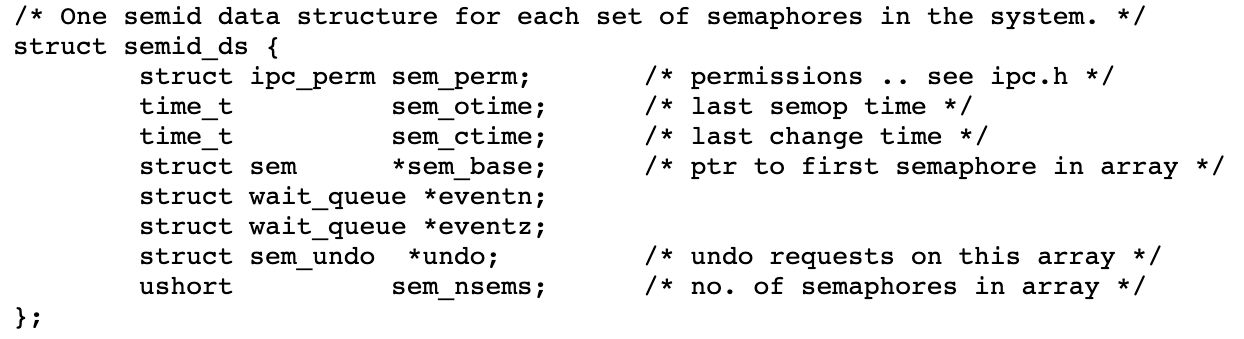 /* One semid data structure for each set of semaphores in the system. */
struct semid_ds {
        struct ipc_perm sem_perm;       /* permissions .. see ipc.h */
        time_t          sem_otime;      /* last semop time */
        time_t          sem_ctime;      /* last change time */
        struct sem      *sem_base;      /* ptr to first semaphore in array */
        struct wait_queue *eventn;
        struct wait_queue *eventz;
        struct sem_undo  *undo;         /* undo requests on this array */
        ushort          sem_nsems;      /* no. of semaphores in array */
};